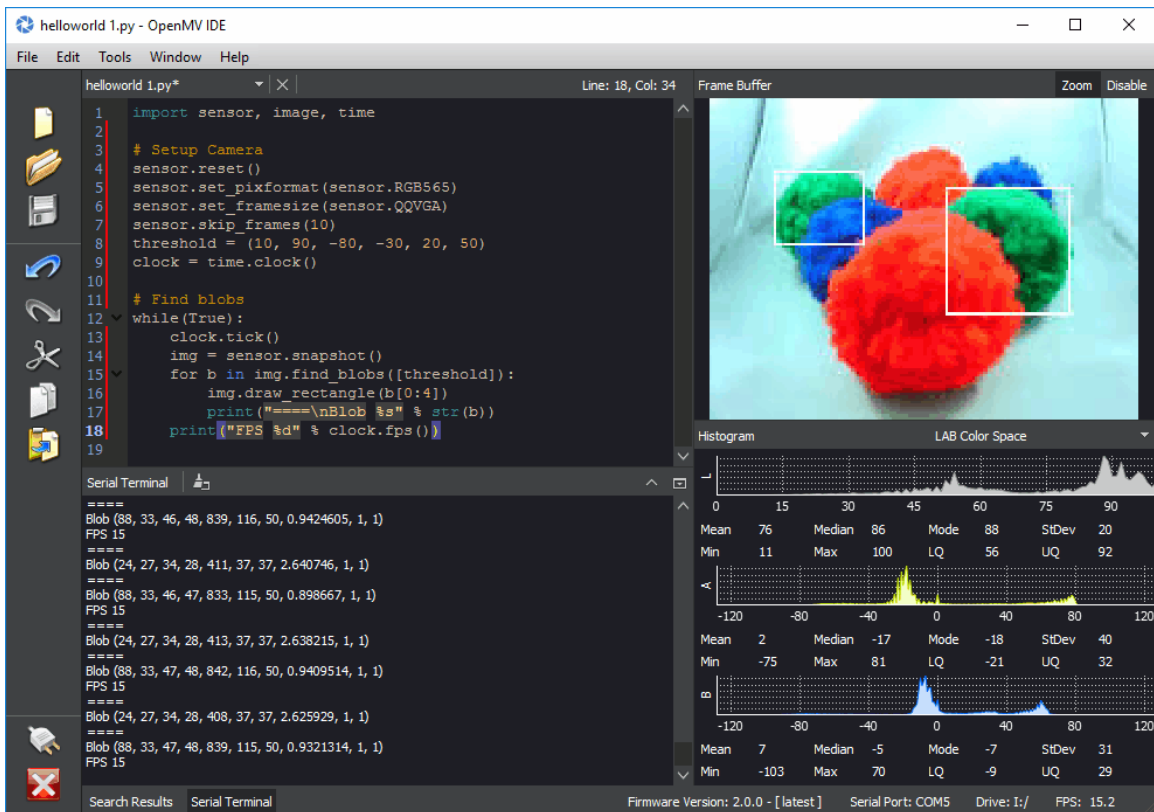 helloworld 1.py - OpenMV IDE
File Edit Tools Window Help
helloworld 1.py* Line: 18, Col: 34
1 import sensor, image, time
2
3 # Setup Camera
4 sensor.reset()
5 sensor.set_pixformat(sensor.RGB565)
6 sensor.set_framesize(sensor.QQVGA)
7 sensor.skip_frames(10)
8 threshold = (10, 90, -80, -30, 20, 50)
9 clock = time.clock()
10
11 # Find blobs
12 while(True):
13     clock.tick()
14     img = sensor.snapshot()
15     for b in img.find_blobs([threshold]):
16         img.draw_rectangle(b[0:4])
17         print("====\nBlob %s" % str(b))
18     print("FPS %d" % clock.fps())
19
Serial Terminal
====
Blob (88, 33, 46, 48, 839, 116, 50, 0.9424605, 1, 1)
FPS 15
====
Blob (24, 27, 34, 28, 411, 37, 37, 2.640746, 1, 1)
====
Blob (88, 33, 46, 47, 833, 115, 50, 0.898667, 1, 1)
FPS 15
====
Blob (24, 27, 34, 28, 413, 37, 37, 2.638215, 1, 1)
====
Blob (88, 33, 47, 48, 842, 116, 50, 0.9409514, 1, 1)
FPS 15
====
Blob (24, 27, 34, 28, 408, 37, 37, 2.625929, 1, 1)
====
Blob (88, 33, 47, 48, 839, 115, 50, 0.9321314, 1, 1)
FPS 15
Search Results Serial Terminal
Frame Buffer Zoom Disable
Histogram LAB Color Space
L
0 15 30 45 60 75 90
Mean 76 Median 86 Mode 88 StDev 20
Min 11 Max 100 LQ 56 UQ 92
A
-120 -80 -40 0 40 80 120
Mean 2 Median -17 Mode -18 StDev 40
Min -75 Max 81 LQ -21 UQ 32
B
-120 -80 -40 0 40 80 120
Mean 7 Median -5 Mode -7 StDev 31
Min -103 Max 70 LQ -9 UQ 29
Firmware Version: 2.0.0 - [ latest ] Serial Port: COM5 Drive: I:/ FPS: 15.2